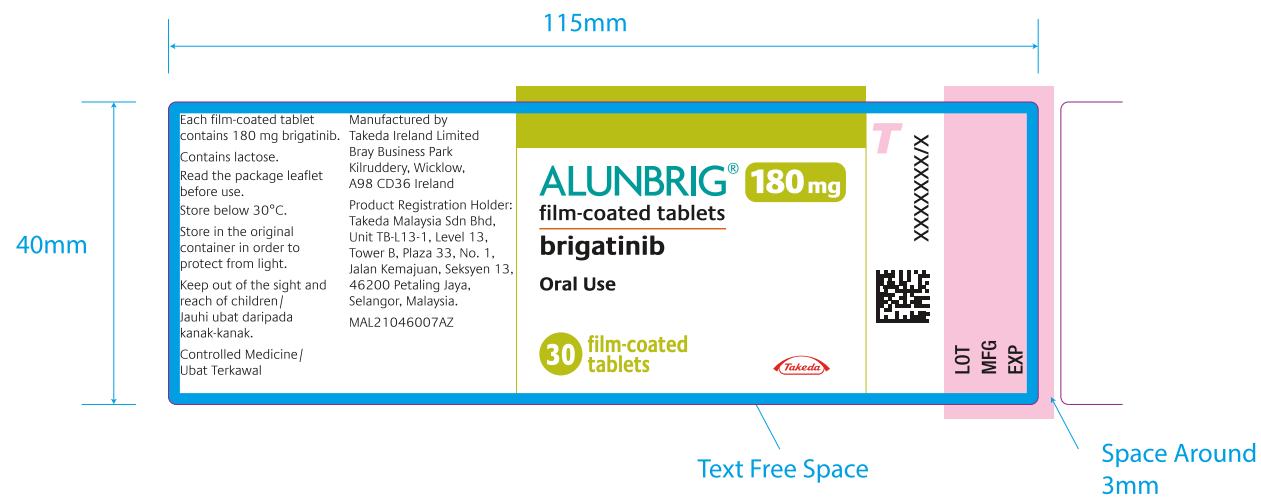 115mm
40mm
Each film-coated tablet
contains 180 mg brigatinib.
Contains lactose.
Read the package leaflet
before use.
Store below 30°C.
Store in the original
container in order to
protect from light.
Keep out of the sight and
reach of children/
Jauhi ubat daripada
kanak-kanak.
Controlled Medicine/
Ubat Terkawal
Manufactured by
Takeda Ireland Limited
Bray Business Park
Kilruddery, Wicklow,
A98 CD36 Ireland
Product Registration Holder:
Takeda Malaysia Sdn Bhd,
Unit TB-L13-1, Level 13,
Tower B, Plaza 33, No. 1,
Jalan Kemajuan, Seksyen 13,
46200 Petaling Jaya,
Selangor, Malaysia.
MAL21046007AZ
ALUNBRIG® 180 mg
film-coated tablets
brigatinib
Oral Use
30 film-coated
tablets
Takeda
T
XXXXXXX/X
LOT
MFG
EXP
Text Free Space
Space Around
3mm